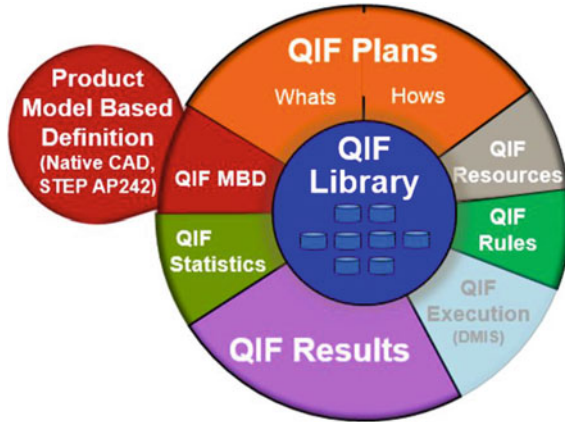 QIF Plans
Whats
Hows
Product
Model Based
Definition
(Native CAD,
STEP AP242)
QIF MBD
QIF
Library
QIF
Resources
QIF
Rules
QIF
Statistics
QIF
Execution
(DMIS)
QIF Results